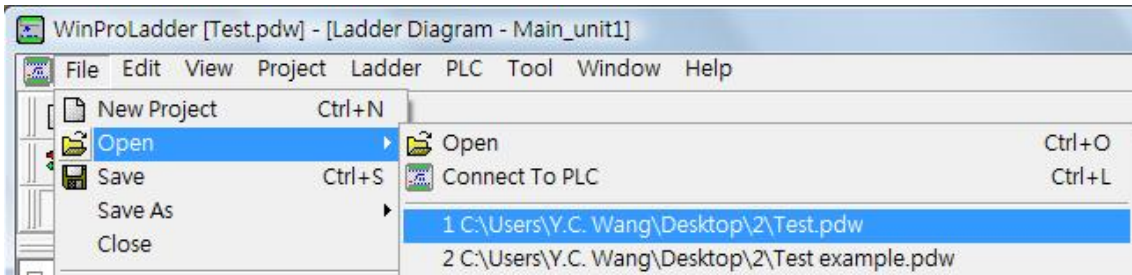 WinProLadder [Test.pdw] - [Ladder Diagram - Main_unit1]
File Edit View Project Ladder PLC Tool Window Help
New Project Ctrl+N
Open Open Ctrl+O
Save Ctrl+S Connect To PLC Ctrl+L
Save As 1 C:\Users\Y.C. Wang\Desktop\2\Test.pdw
Close 2 C:\Users\Y.C. Wang\Desktop\2\Test example.pdw